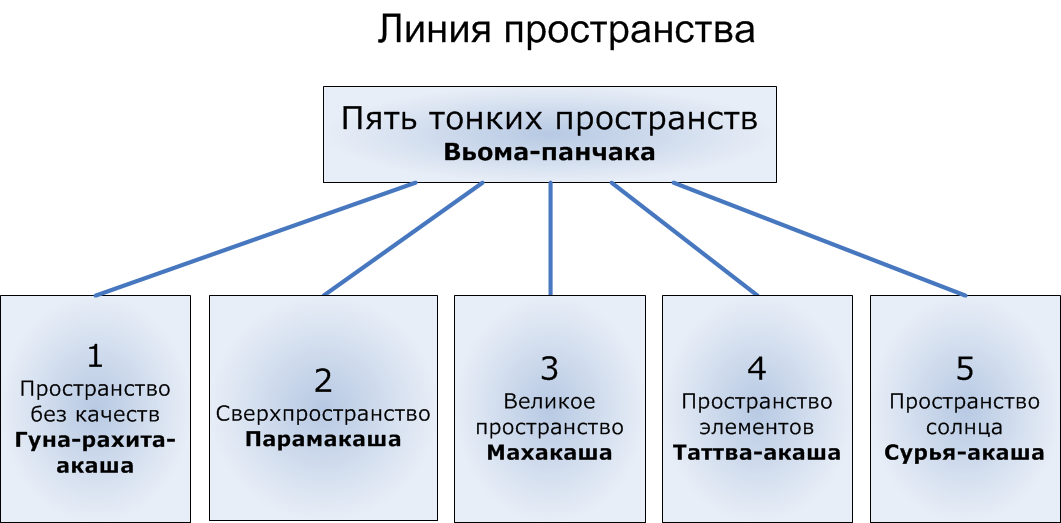 Линия пространства
Пять тонких пространств
Вьома-панчака
1
Пространство
без качеств
Гуна-рахита-
акаша
2
Сверхпространство
Парамакаша
3
Великое
пространство
Махакаша
4
Пространство
элементов
Таттва-акаша
5
Пространство
солнца
Сурья-акаша